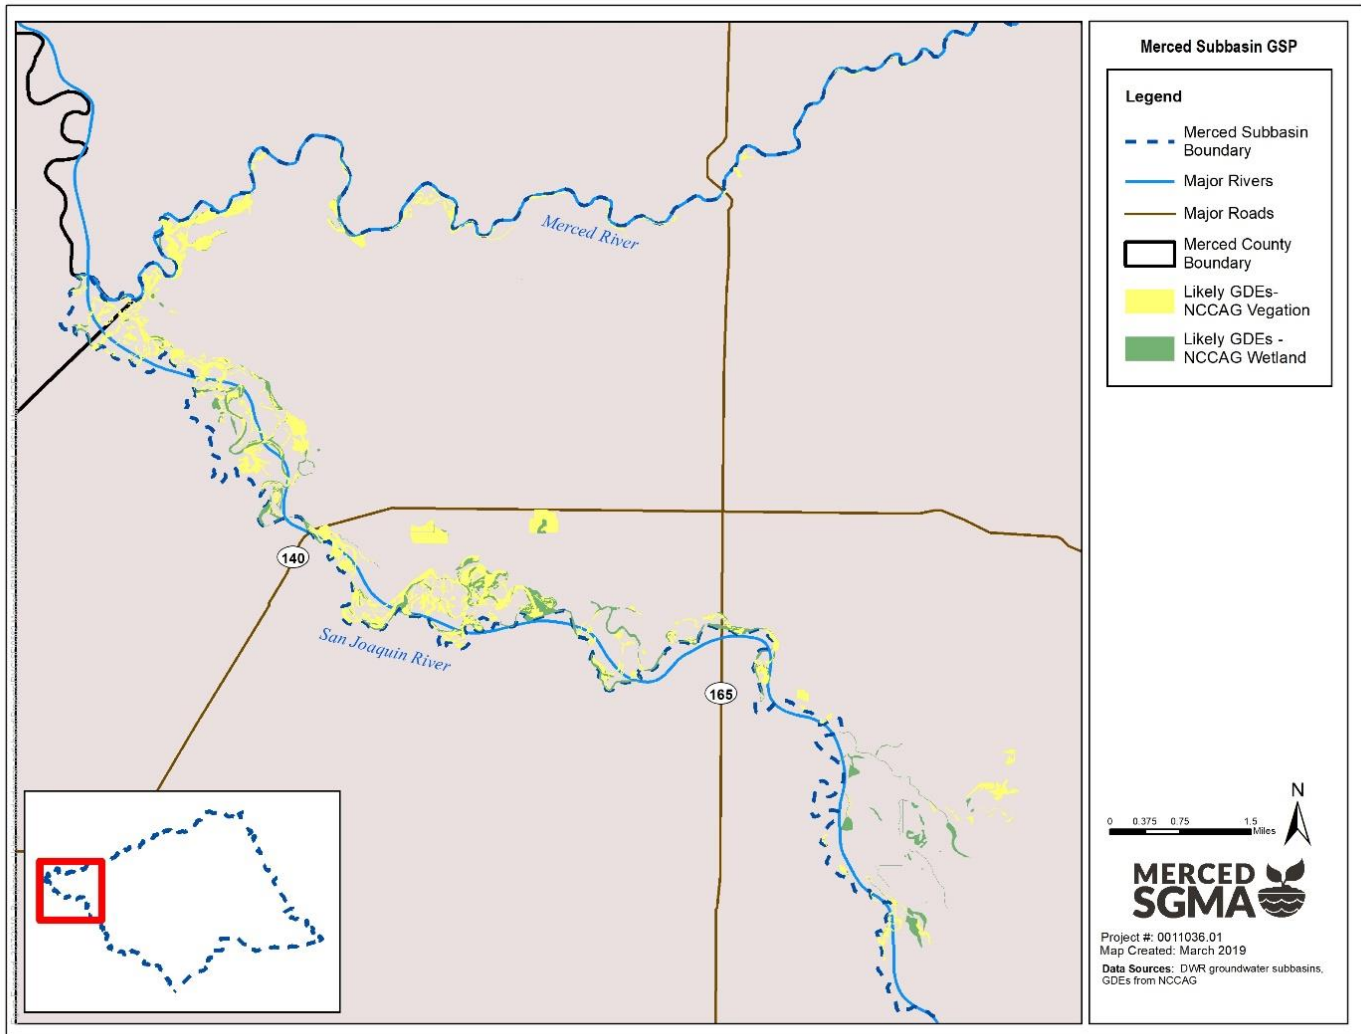 Merced Subbasin GSP
Legend
Merced Subbasin
Boundary
Major Rivers
Major Roads
Merced County
Boundary
Likely GDEs-
NCCAG Vegation
Likely GDEs -
NCCAG Wetland
Merced River
140
San Joaquin River
165
N
0 0.375 0.75 1.5
Miles
MERCED
SGMA
Project #: 0011036.01
Map Created: March 2019
Data Sources: DWR groundwater subbasins,
GDEs from NCCAG